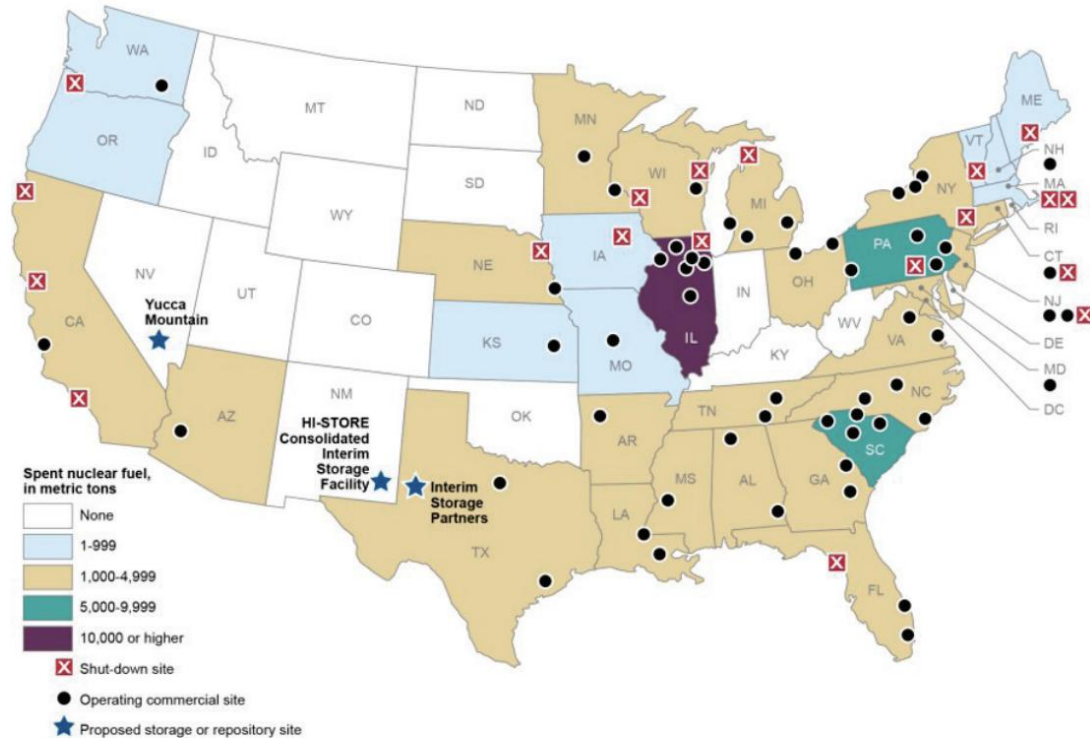 WA
MT
ND
MN
ME
VT
NH
OR
ID
SD
WI
MI
NY
MA
RI
CT
WY
NE
IA
PA
NJ
NV
UT
CO
IL
IN
OH
WV
DE
MD
DC
Yucca
Mountain
CA
KS
MO
KY
VA
AZ
NM
OK
AR
TN
NC
SC
HI-STORE
Consolidated
Interim
Storage
Facility
Interim
Storage
Partners
TX
LA
MS
AL
GA
FL
Spent nuclear fuel,
in metric tons
None
1-999
1,000-4,999
5,000-9,999
10,000 or higher
Shut-down site
Operating commercial site
Proposed storage or repository site